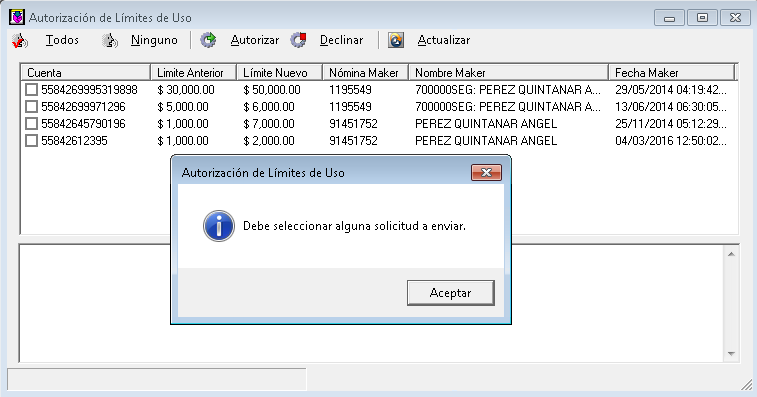 Autorización de Límites de Uso
Todos Ninguno Autorizar Declinar Actualizar
Cuenta Limite Anterior Límite Nuevo Nómina Maker Nombre Maker Fecha Maker
5584269995319898 $ 30,000.00 $ 50,000.00 1195549 700000SEG: PEREZ QUINTANAR A... 29/05/2014 04:19:42...
55842699971296 $ 5,000.00 $ 6,000.00 1195549 700000SEG: PEREZ QUINTANAR A... 13/06/2014 06:30:05...
55842645790196 $ 1,000.00 $ 7,000.00 91451752 PEREZ QUINTANAR ANGEL 25/11/2014 05:12:29...
55842612395 $ 1,000.00 $ 2,000.00 91451752 PEREZ QUINTANAR ANGEL 04/03/2016 12:50:02...
Autorización de Límites de Uso
Debe seleccionar alguna solicitud a enviar.
Aceptar